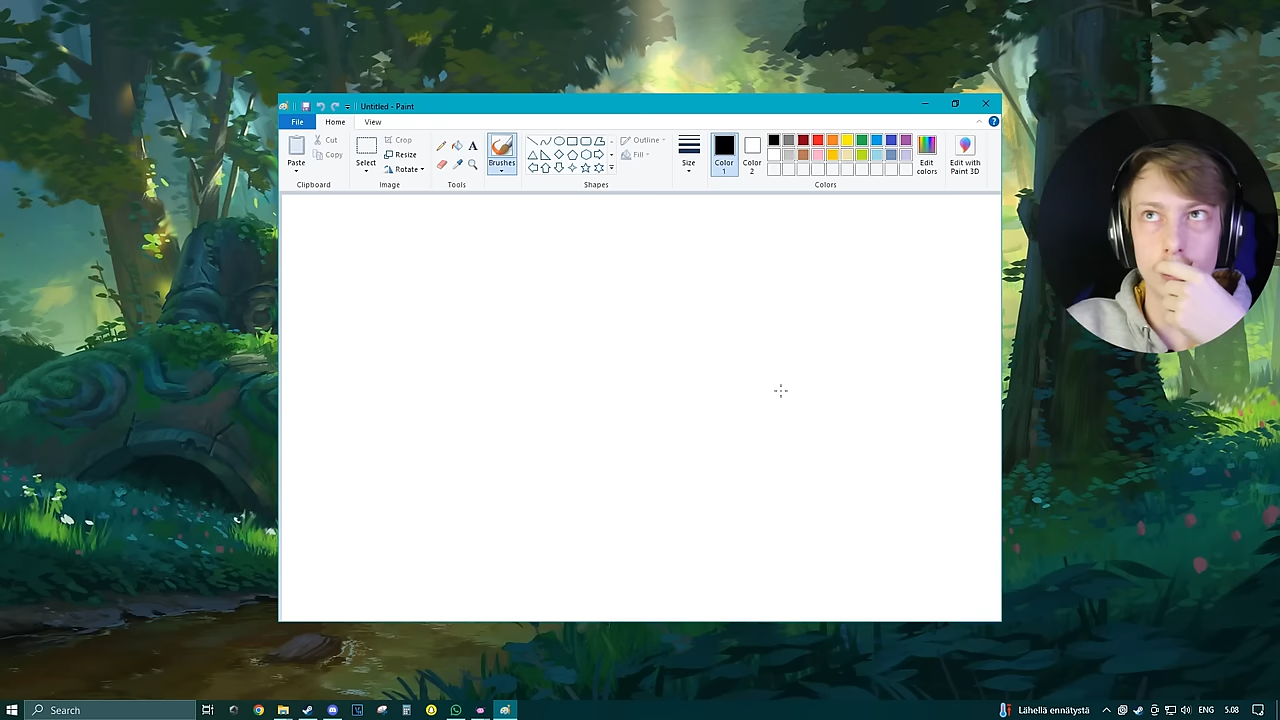 Untitled - Paint
File Home View
Paste
Cut
Copy
Clipboard
Select
Crop
Resize
Rotate
Image
Tools
Brushes
Outline
Fill
Shapes
Size
Color 1
Color 2
Edit colors
Colors
Edit with Paint 3D
Search
Lähellä ennätystä
ENG
5.08